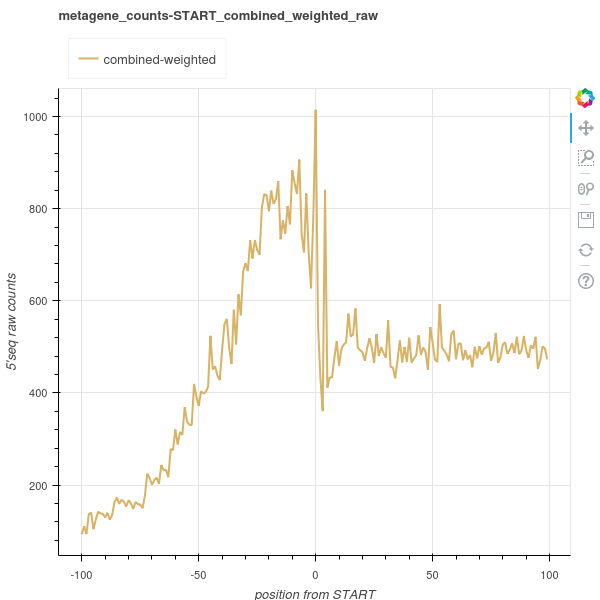 metagene_counts-START_combined_weighted_raw
combined-weighted
1000
800
600
400
200
5'seq raw counts
-100
-50
0
50
100
position from START